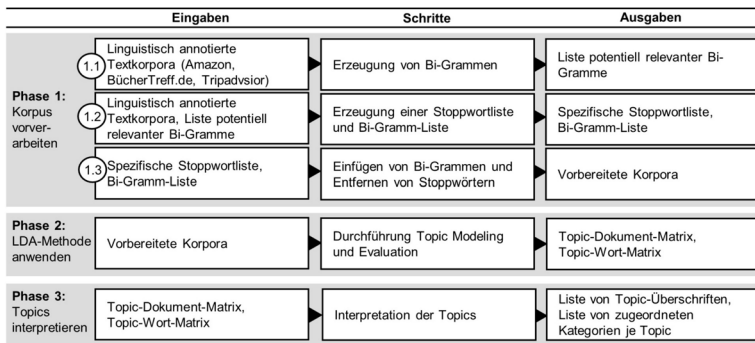 Eingaben
Schritte
Ausgaben
Phase 1:
Korpus
vorver-
arbeiten
1.1
Linguistisch annotierte
Textkorpora (Amazon,
BücherTreff.de, Tripadvsior)
Erzeugung von Bi-Grammen
Liste potentiell relevanter Bi-
Gramme
1.2
Linguistisch annotierte
Textkorpora, Liste potentiell
relevanter Bi-Gramme
Erzeugung einer Stoppwortliste
und Bi-Gramm-Liste
Spezifische Stoppwortliste,
Bi-Gramm-Liste
1.3
Spezifische Stoppwortliste,
Bi-Gramm-Liste
Einfügen von Bi-Grammen und
Entfernen von Stoppwörtern
Vorbereitete Korpora
Phase 2:
LDA-Methode
anwenden
Vorbereitete Korpora
Durchführung Topic Modeling
und Evaluation
Topic-Dokument-Matrix,
Topic-Wort-Matrix
Phase 3:
Topics
interpretieren
Topic-Dokument-Matrix,
Topic-Wort-Matrix
Interpretation der Topics
Liste von Topic-Überschriften,
Liste von zugeordneten
Kategorien je Topic